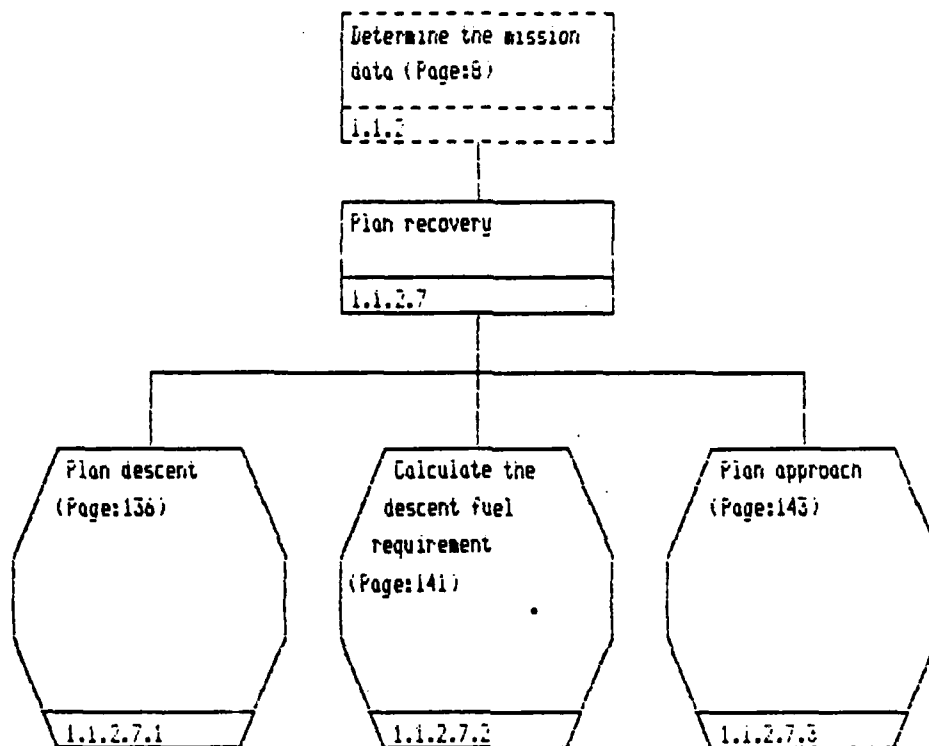 Determine the mission
data (Page:8)
1.1.2
Plan recovery
1.1.2.7
Plan descent
(Page:136)
1.1.2.7.1
Calculate the
descent fuel
requirement
(Page:141)
1.1.2.7.2
Plan approach
(Page:143)
1.1.2.7.3